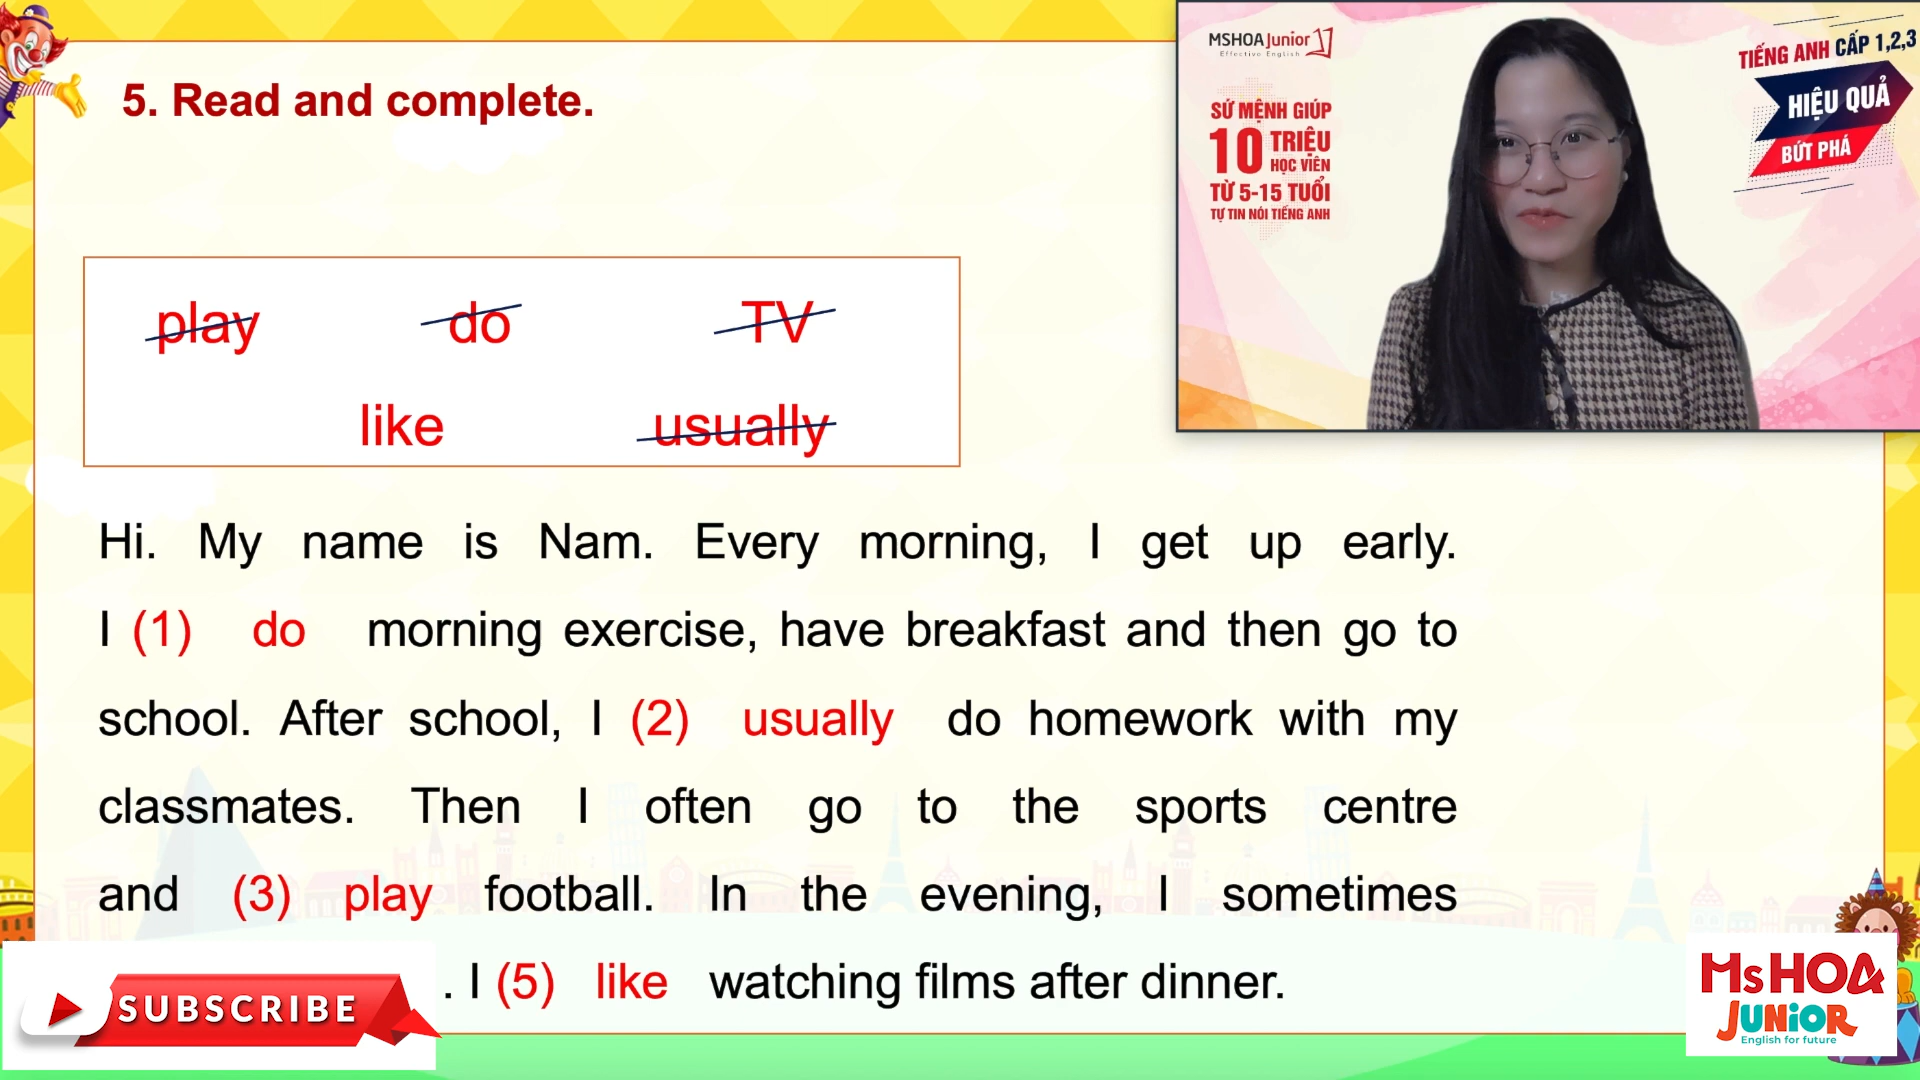 5. Read and complete.
play do TV
like usually
Hi. My name is Nam. Every morning, I get up early.
I (1) do morning exercise, have breakfast and then go to
school. After school, I (2) usually do homework with my
classmates. Then I often go to the sports centre
and (3) play football. In the evening, I sometimes
. I (5) like watching films after dinner.
SUBSCRIBE
MSHOA Junior
Effective English
SỨ MỆNH GIÚP
10 TRIỆU
HỌC VIÊN
TỪ 5-15 TUỔI
TỰ TIN NÓI TIẾNG ANH
TIẾNG ANH CẤP 1,2,3
HIỆU QUẢ
BỨT PHÁ
MsHOA
JUNiOR
English for future